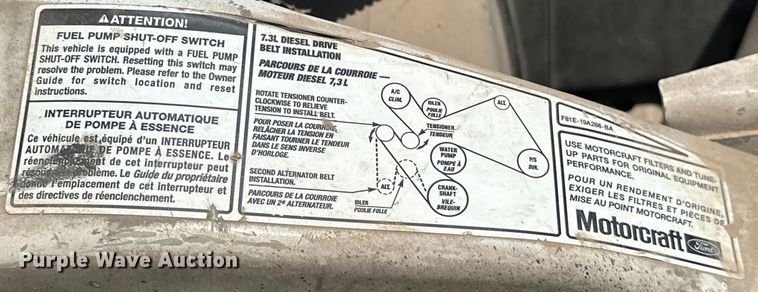 ATTENTION!
FUEL PUMP SHUT-OFF SWITCH
This vehicle is equipped with a FUEL PUMP
SHUT-OFF SWITCH. Resetting this switch may
resolve the problem. Please refer to the Owner
Guide for switch location and reset
instructions.
INTERRUPTEUR AUTOMATIQUE
DE POMPE À ESSENCE
Ce véhicule est équipé d'un INTERRUPTEUR
AUTOMATIQUE DE POMPE À ESSENCE. Le
réenclenchement de cet interrupteur peut
résoudre le problème. Le Guide du propriétaire
donne l'emplacement de cet interrupteur et
des directives de réenclenchement.
7.3L DIESEL DRIVE
BELT INSTALLATION
PARCOURS DE LA COURROIE —
MOTEUR DIESEL 7,3 L
ROTATE TENSIONER COUNTER-
CLOCKWISE TO RELIEVE
TENSION TO INSTALL BELT.
POUR POSER LA COURROIE,
RELÂCHER LA TENSION EN
FAISANT TOURNER LE TENDEUR
DANS LE SENS INVERSE
D'HORLOGE.
SECOND ALTERNATOR BELT
INSTALLATION.
PARCOURS DE LA COURROIE
AVEC UN 2e ALTERNATEUR.
A/C
CLIM.
IDLER
POULIE
FOLLE
ALT.
TENSIONER
TENDEUR
WATER
PUMP
POMPE À
EAU
P/S
DIR.
ALT.
IDLER
POULIE FOLLE
CRANK-
SHAFT
VILE-
BREQUIN
F81E-19A286-BA
USE MOTORCRAFT FILTERS AND TUNE-
UP PARTS FOR ORIGINAL EQUIPMENT
PERFORMANCE.
POUR UN RENDEMENT D'ORIGINE,
EXIGER LES FILTRES ET PIÈCES DE
MISE AU POINT MOTORCRAFT.
Motorcraft
Ford
Purple Wave Auction